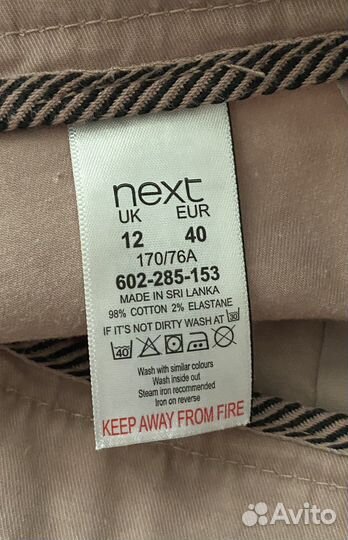 next
UK EUR
12 40
170/76A
602-285-153
MADE IN SRI LANKA
98% COTTON 2% ELASTANE
IF IT'S NOT DIRTY WASH AT 30
40
Wash with similar colours
Wash inside out
Steam iron recommended
Iron on reverse
KEEP AWAY FROM FIRE
Avito